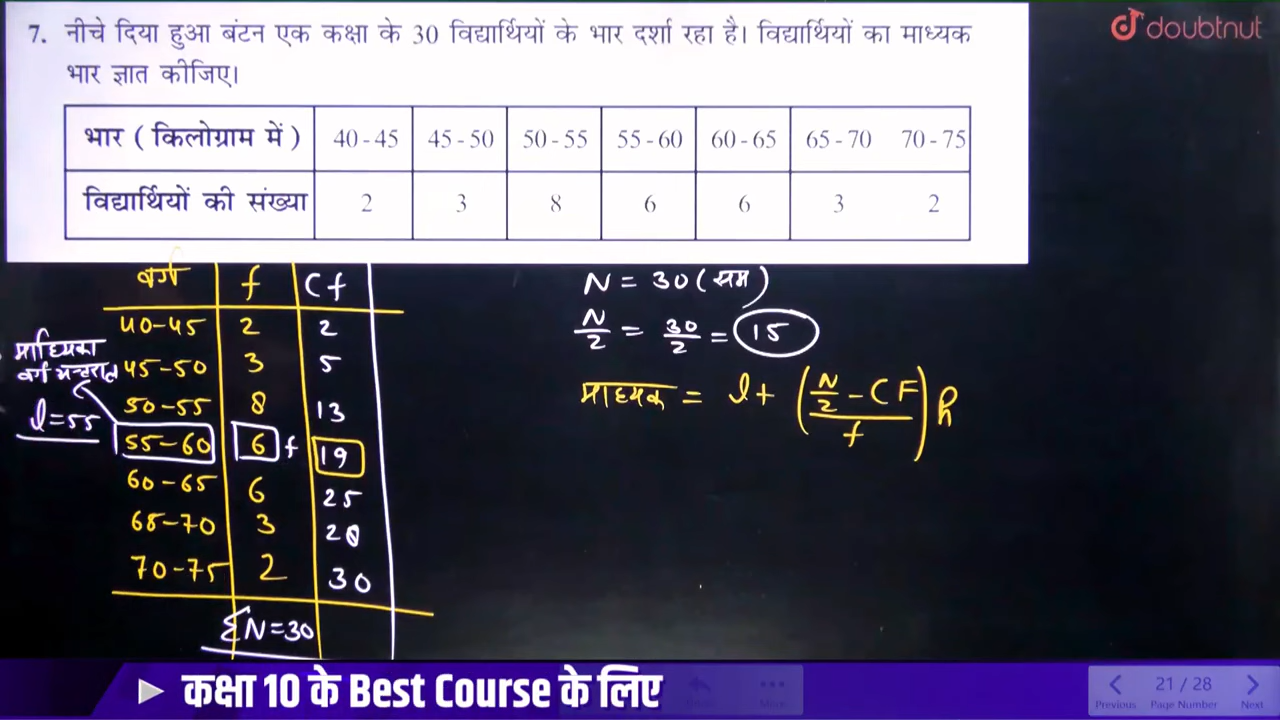 7. नीचे दिया हुआ बंटन एक कक्षा के 30 विद्यार्थियों के भार दर्शा रहा है। विद्यार्थियों का माध्यक
भार ज्ञात कीजिए।
doubtnut
भार ( किलोग्राम में ) 40-45 45-50 50-55 55-60 60-65 65-70 70-75
विद्यार्थियों की संख्या 2 3 8 6 6 3 2
वर्ग f Cf
40-45 2 2
45-50 3 5
50-55 8 13
55-60 6 f 19
60-65 6 25
65-70 3 28
70-75 2 30
ΣN=30
माध्यिका
वर्ग अन्तराल
l=55
N = 30 (सम)
N/2 = 30/2 = 15
माध्यक = l + (N/2 - CF / f) h
कक्षा 10 के Best Course के लिए
21 / 28
Previous Page Number Next